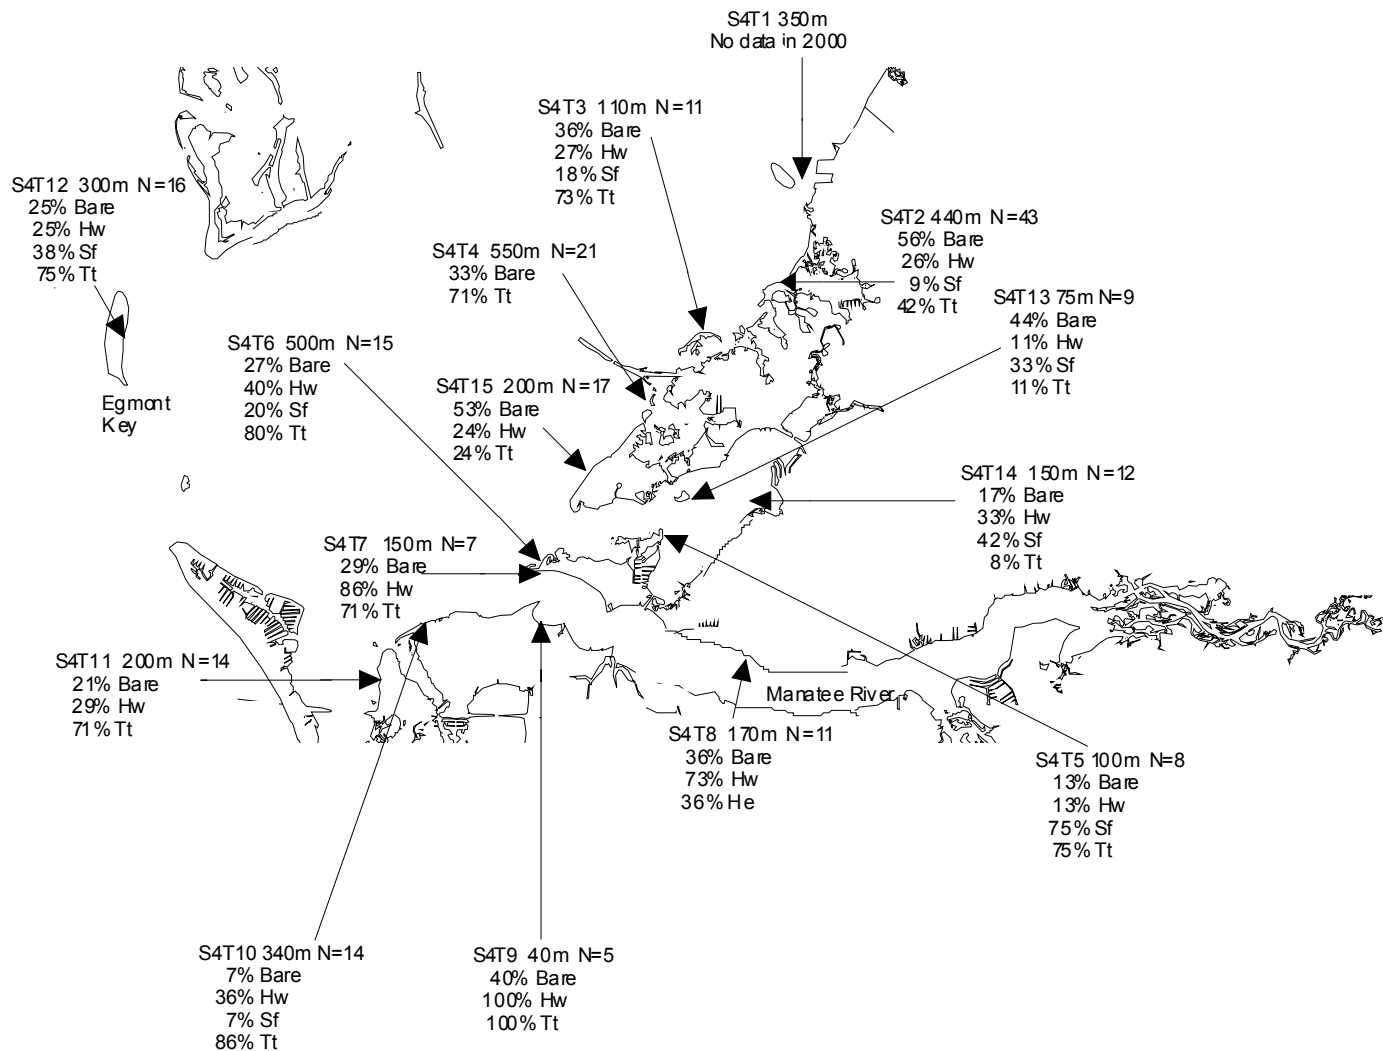 S4T1 350m
No data in 2000
S4T3 110m N=11
36% Bare
27% Hw
18% Sf
73% Tt
S4T12 300m N=16
25% Bare
25% Hw
38% Sf
75% Tt
S4T2 440m N=43
56% Bare
26% Hw
9% Sf
42% Tt
S4T4 550m N=21
33% Bare
71% Tt
S4T13 75m N=9
44% Bare
11% Hw
33% Sf
11% Tt
S4T6 500m N=15
27% Bare
40% Hw
20% Sf
80% Tt
S4T15 200m N=17
53% Bare
24% Hw
24% Tt
Egmont
Key
S4T14 150m N=12
17% Bare
33% Hw
42% Sf
8% Tt
S4T7 150m N=7
29% Bare
86% Hw
71% Tt
S4T11 200m N=14
21% Bare
29% Hw
71% Tt
Manatee River
S4T8 170m N=11
36% Bare
73% Hw
36% He
S4T5 100m N=8
13% Bare
13% Hw
75% Sf
75% Tt
S4T10 340m N=14
7% Bare
36% Hw
7% Sf
86% Tt
S4T9 40m N=5
40% Bare
100% Hw
100% Tt